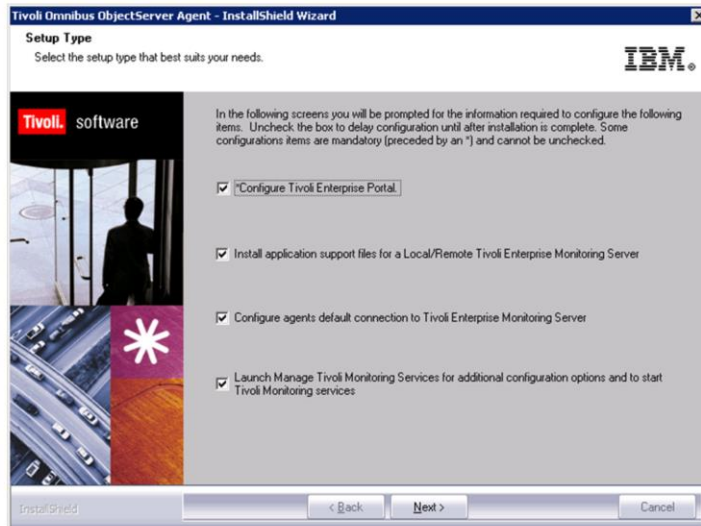 Tivoli Omnibus ObjectServer Agent - InstallShield Wizard
Setup Type
Select the setup type that best suits your needs.
IBM®
Tivoli. software
In the following screens you will be prompted for the information required to configure the following
items. Uncheck the box to delay configuration until after installation is complete. Some
configurations items are mandatory (preceded by an *) and cannot be unchecked.
*Configure Tivoli Enterprise Portal.
Install application support files for a Local/Remote Tivoli Enterprise Monitoring Server
Configure agents default connection to Tivoli Enterprise Monitoring Server
Launch Manage Tivoli Monitoring Services for additional configuration options and to start
Tivoli Monitoring services
InstallShield
< Back
Next >
Cancel